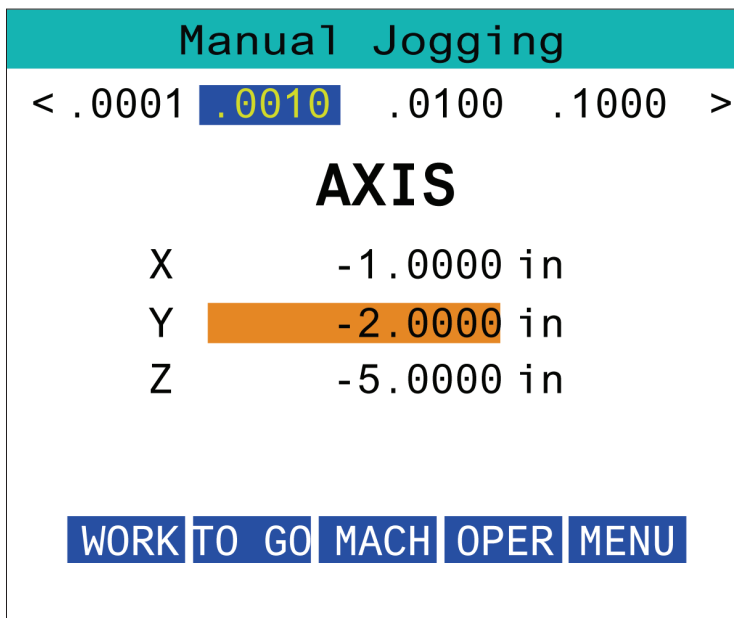 Manual Jogging
< .0001 .0010 .0100 .1000 >
AXIS
X -1.0000 in
Y -2.0000 in
Z -5.0000 in
WORK TO GO MACH OPER MENU